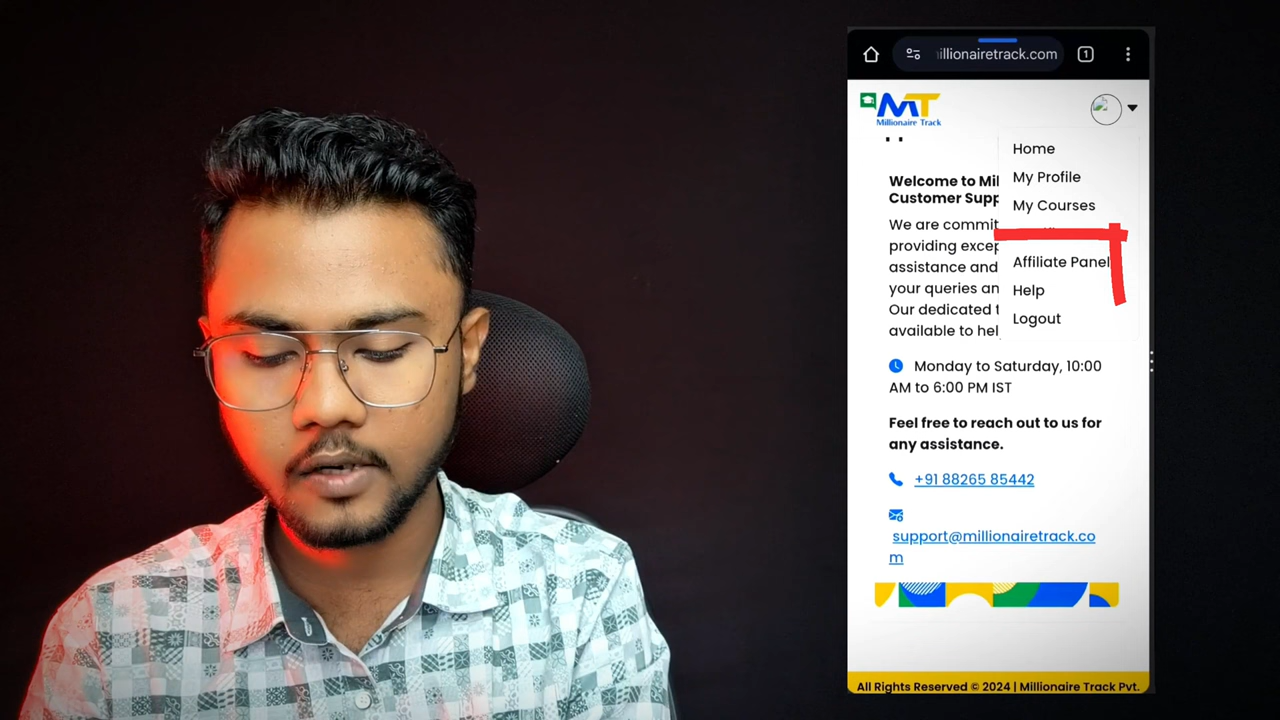 illionairetrack.com
1
MT
Millionaire Track
Home
My Profile
My Courses
Affiliate Panel
Help
Logout
Welcome to Mil
Customer Supp
We are commit
providing excep
assistance and
your queries an
Our dedicated t
available to hel
Monday to Saturday, 10:00
AM to 6:00 PM IST
Feel free to reach out to us for
any assistance.
+91 88265 85442
support@millionairetrack.co
m
All Rights Reserved © 2024 | Millionaire Track Pvt.